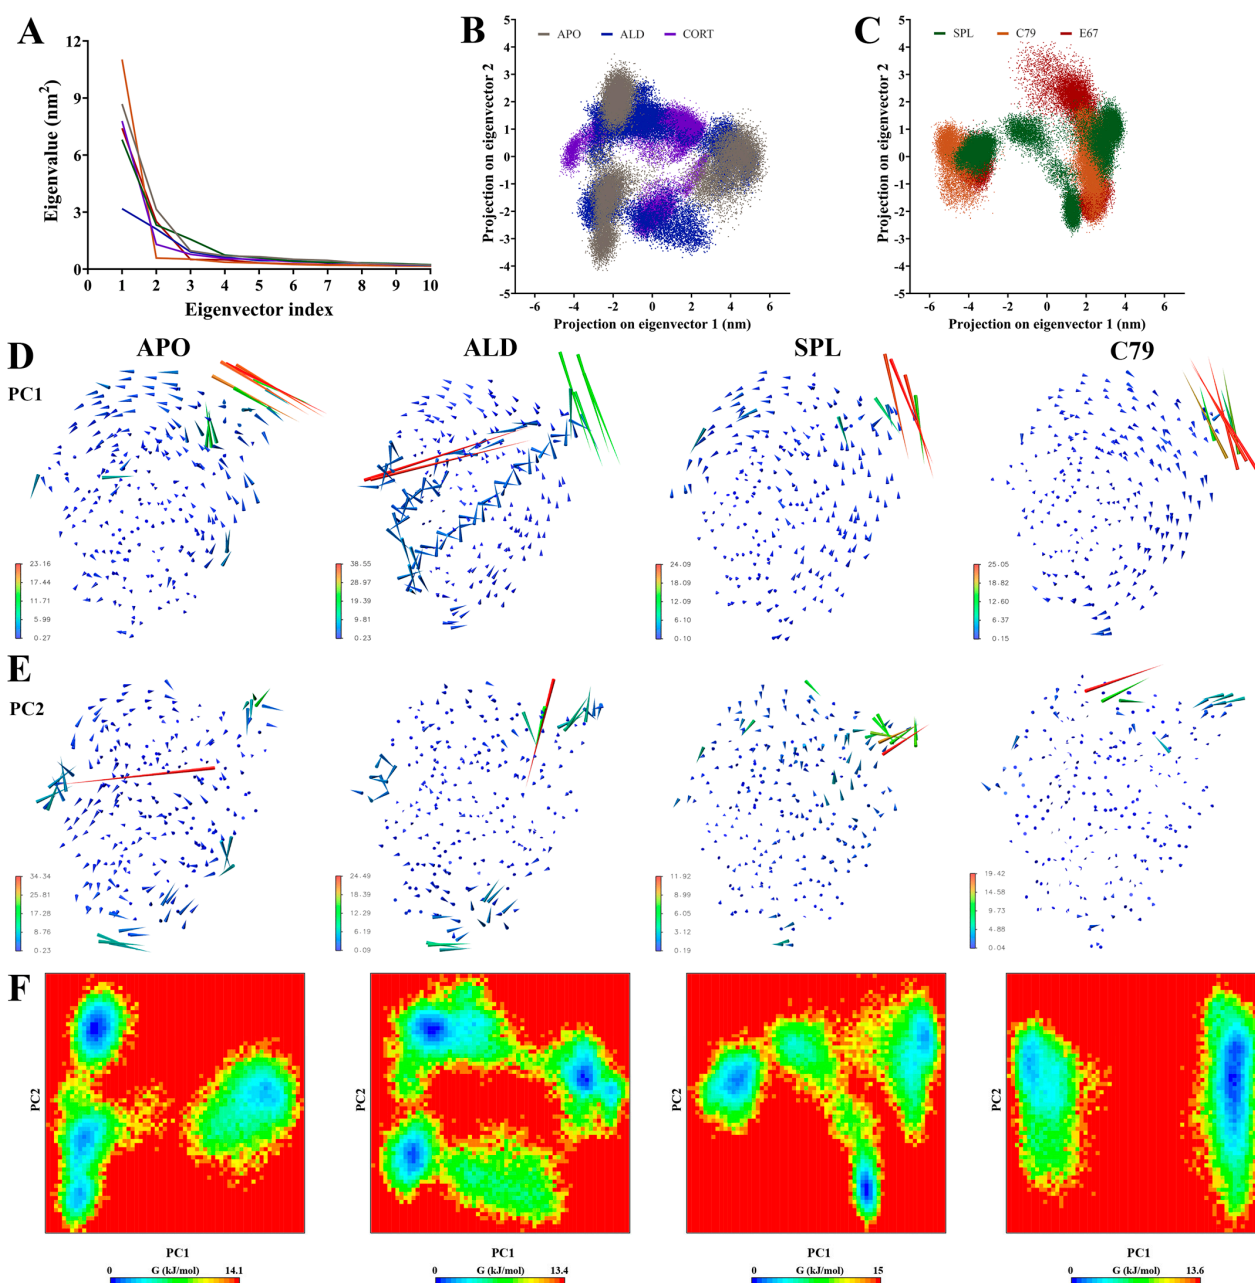 A
12
9
6
3
0
Eigenvalue (nm²)
0 1 2 3 4 5 6 7 8 9 10
Eigenvector index
B
APO ALD CORT
5
4
3
2
1
0
-1
-2
-3
-4
-5
Projection on eigenvector 2
-6 -4 -2 0 2 4 6
Projection on eigenvector 1 (nm)
C
SPL C79 E67
5
4
3
2
1
0
-1
-2
-3
-4
-5
Projection on eigenvector 2
-6 -4 -2 0 2 4 6
Projection on eigenvector 1 (nm)
D
APO ALD SPL C79
PC1
23.16
17.44
11.71
5.99
0.27
38.55
28.97
19.39
9.81
0.23
24.09
18.09
12.09
6.10
0.10
25.05
18.82
12.60
6.37
0.15
E
PC2
34.34
25.81
17.28
8.76
0.23
24.49
18.39
12.29
6.19
0.09
11.92
8.99
6.05
3.12
0.19
19.42
14.58
9.73
4.88
0.04
F
PC2
PC1
0 G (kJ/mol) 14.1
PC2
PC1
0 G (kJ/mol) 13.4
PC2
PC1
0 G (kJ/mol) 15
PC2
PC1
0 G (kJ/mol) 13.6